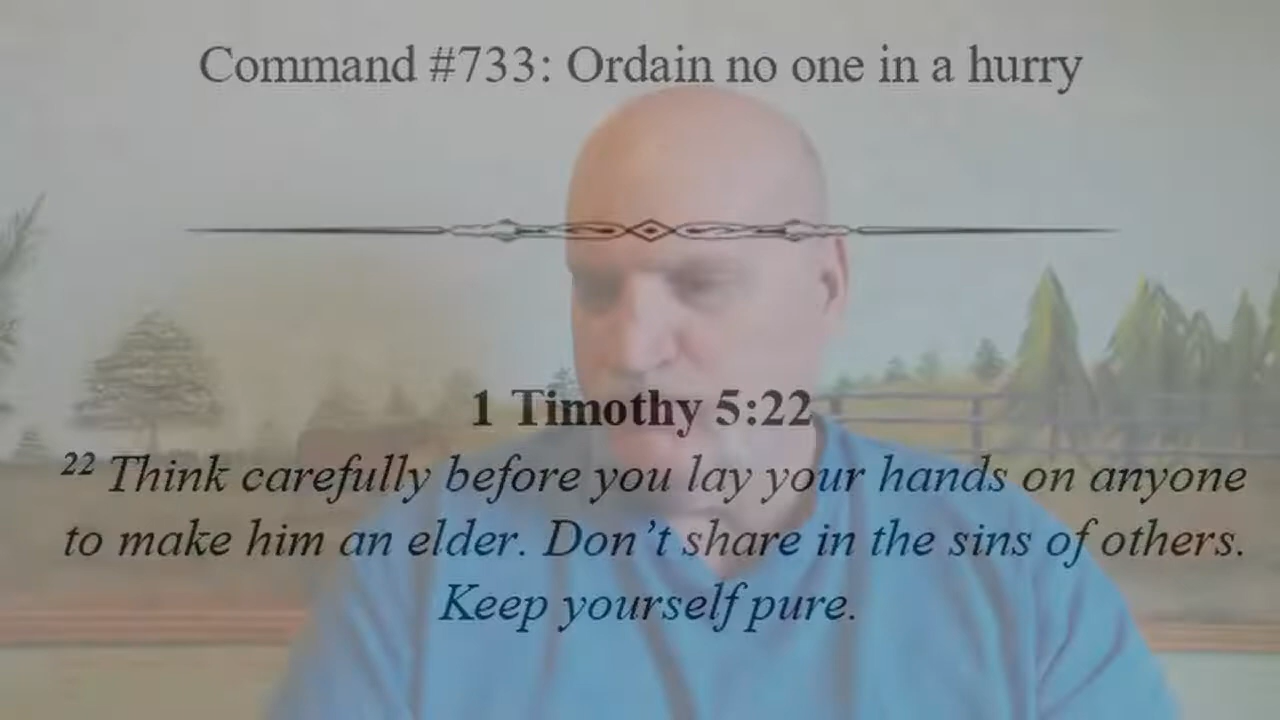 Command #733: Ordain no one in a hurry
1 Timothy 5:22
22 Think carefully before you lay your hands on anyone
to make him an elder. Don’t share in the sins of others.
Keep yourself pure.